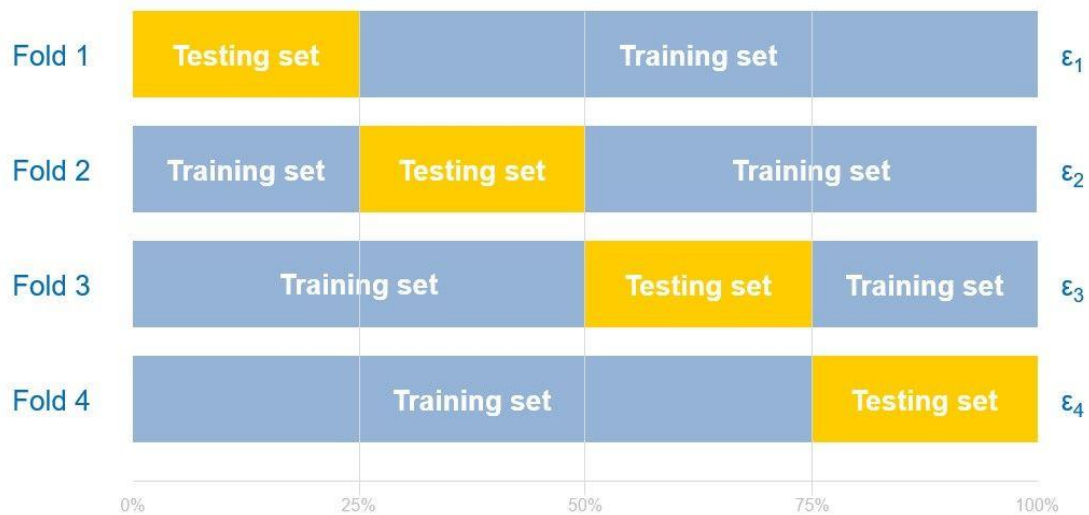 Fold 1 Testing set Training set ε₁
Fold 2 Training set Testing set Training set ε₂
Fold 3 Training set Testing set Training set ε₃
Fold 4 Training set Testing set ε₄
0% 25% 50% 75% 100%